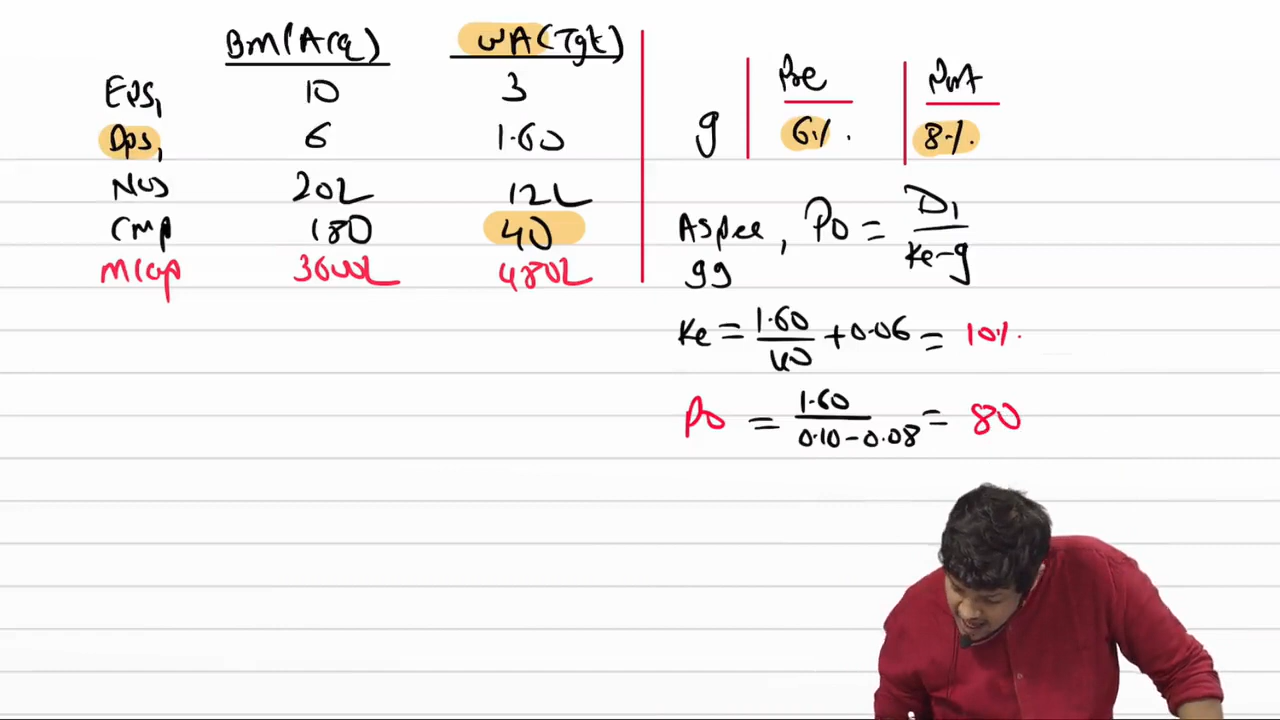 BM(Acq) WA(Tgt)
EPS1 10 3
DPS1 6 1.60
NOS 20L 12L
CMP 180 40
MCap 3600L 480L
Pre Post
g 6% 8%
As per gg, P0 = D1 / Ke-g
Ke = 1.60 / 40 + 0.06 = 10%
P0 = 1.60 / 0.10-0.08 = 80